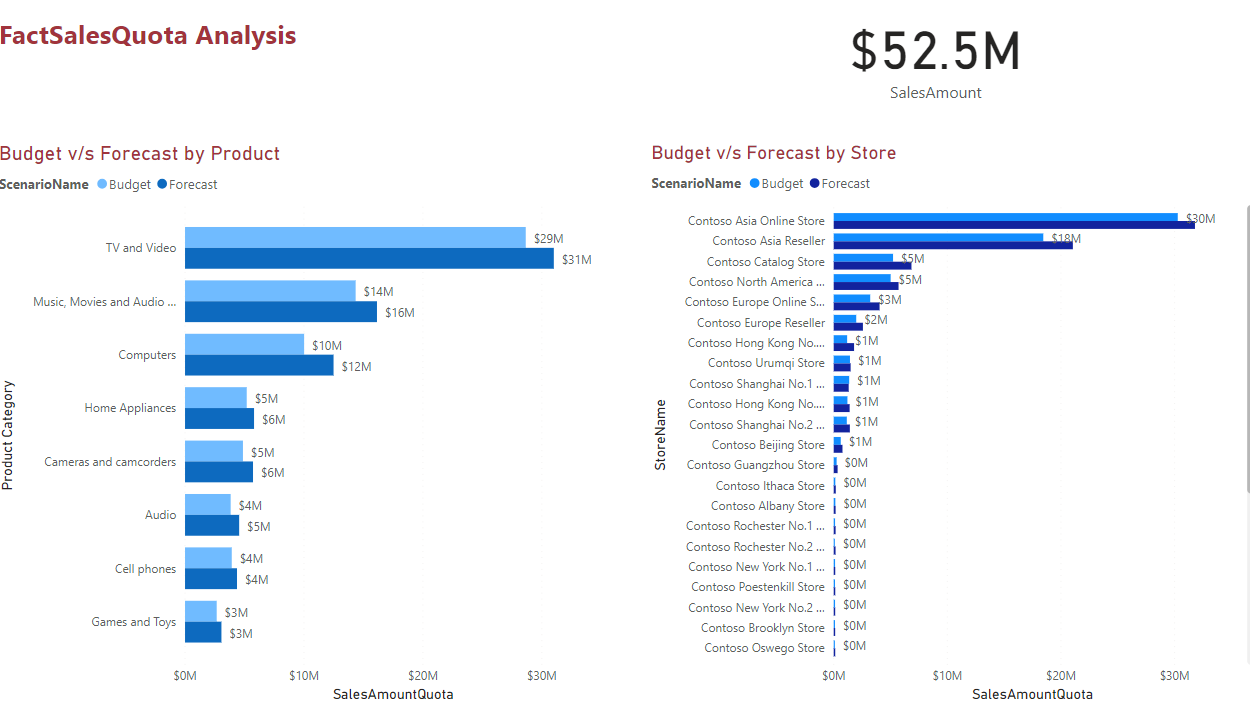 FactSalesQuota Analysis
$52.5M
SalesAmount
Budget v/s Forecast by Product
ScenarioName Budget Forecast
Product Category
TV and Video $29M
$31M
Music, Movies and Audio ... $14M
$16M
Computers $10M
$12M
Home Appliances $5M
$6M
Cameras and camcorders $5M
$6M
Audio $4M
$5M
Cell phones $4M
$4M
Games and Toys $3M
$3M
$0M $10M $20M $30M
SalesAmountQuota
Budget v/s Forecast by Store
ScenarioName Budget Forecast
StoreName
Contoso Asia Online Store $30M
Contoso Asia Reseller $18M
Contoso Catalog Store $5M
Contoso North America ... $5M
Contoso Europe Online S... $3M
Contoso Europe Reseller $2M
Contoso Hong Kong No.... $1M
Contoso Urumqi Store $1M
Contoso Shanghai No.1 ... $1M
Contoso Hong Kong No.... $1M
Contoso Shanghai No.2 ... $1M
Contoso Beijing Store $1M
Contoso Guangzhou Store $0M
Contoso Ithaca Store $0M
Contoso Albany Store $0M
Contoso Rochester No.1 ... $0M
Contoso Rochester No.2 ... $0M
Contoso New York No.1 ... $0M
Contoso Poestenkill Store $0M
Contoso New York No.2 ... $0M
Contoso Brooklyn Store $0M
Contoso Oswego Store $0M
$0M $10M $20M $30M
SalesAmountQuota